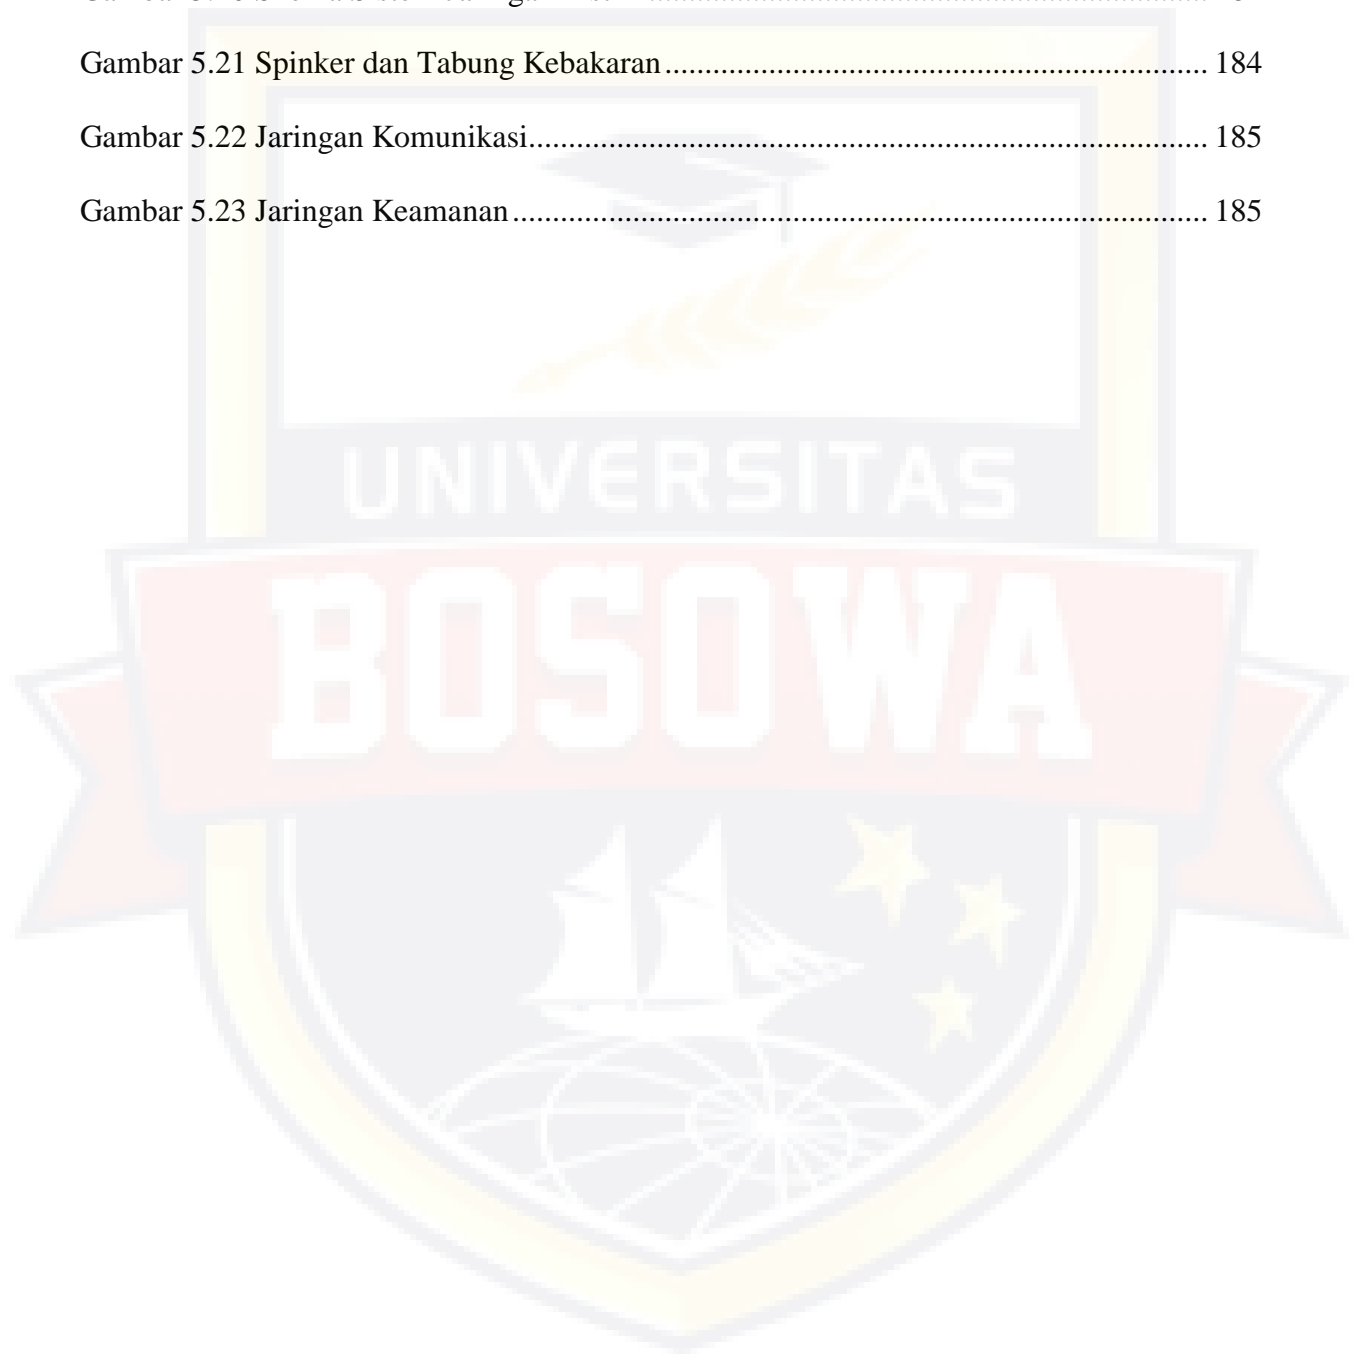 Gambar 5.21 Spinker dan Tabung Kebakaran.................................................................... 184
Gambar 5.22 Jaringan Komunikasi..................................................................................... 185
Gambar 5.23 Jaringan Keamanan....................................................................................... 185
UNIVERSITAS
BOSOWA